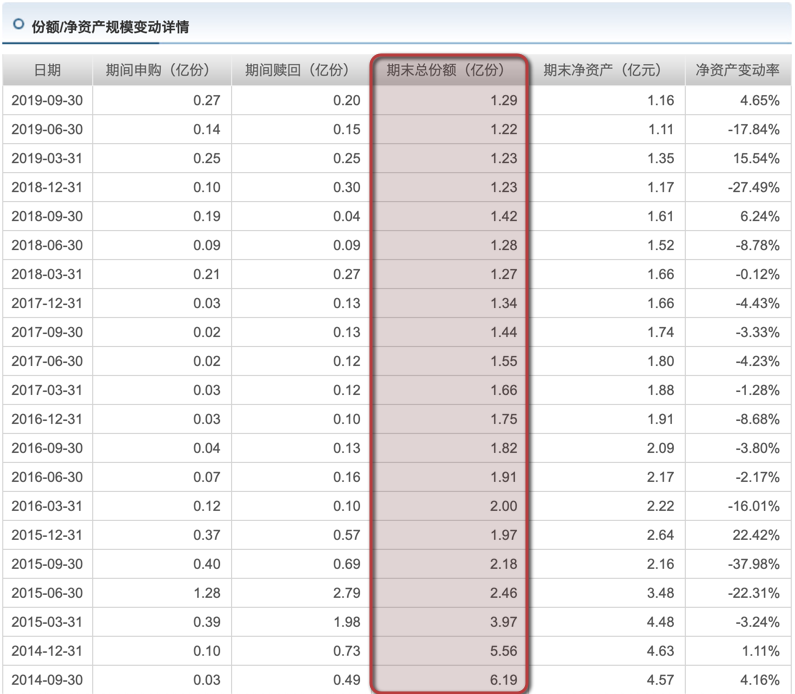 份额/净资产规模变动详情
日期 期间申购（亿份） 期间赎回（亿份） 期末总份额（亿份） 期末净资产（亿元） 净资产变动率
2019-09-30 0.27 0.20 1.29 1.16 4.65%
2019-06-30 0.14 0.15 1.22 1.11 -17.84%
2019-03-31 0.25 0.25 1.23 1.35 15.54%
2018-12-31 0.10 0.30 1.23 1.17 -27.49%
2018-09-30 0.19 0.04 1.42 1.61 6.24%
2018-06-30 0.09 0.09 1.28 1.52 -8.78%
2018-03-31 0.21 0.27 1.27 1.66 -0.12%
2017-12-31 0.03 0.13 1.34 1.66 -4.43%
2017-09-30 0.02 0.13 1.44 1.74 -3.33%
2017-06-30 0.02 0.12 1.55 1.80 -4.23%
2017-03-31 0.03 0.12 1.66 1.88 -1.28%
2016-12-31 0.03 0.10 1.75 1.91 -8.68%
2016-09-30 0.04 0.13 1.82 2.09 -3.80%
2016-06-30 0.07 0.16 1.91 2.17 -2.17%
2016-03-31 0.12 0.10 2.00 2.22 -16.01%
2015-12-31 0.37 0.57 1.97 2.64 22.42%
2015-09-30 0.40 0.69 2.18 2.16 -37.98%
2015-06-30 1.28 2.79 2.46 3.48 -22.31%
2015-03-31 0.39 1.98 3.97 4.48 -3.24%
2014-12-31 0.10 0.73 5.56 4.63 1.11%
2014-09-30 0.03 0.49 6.19 4.57 4.16%